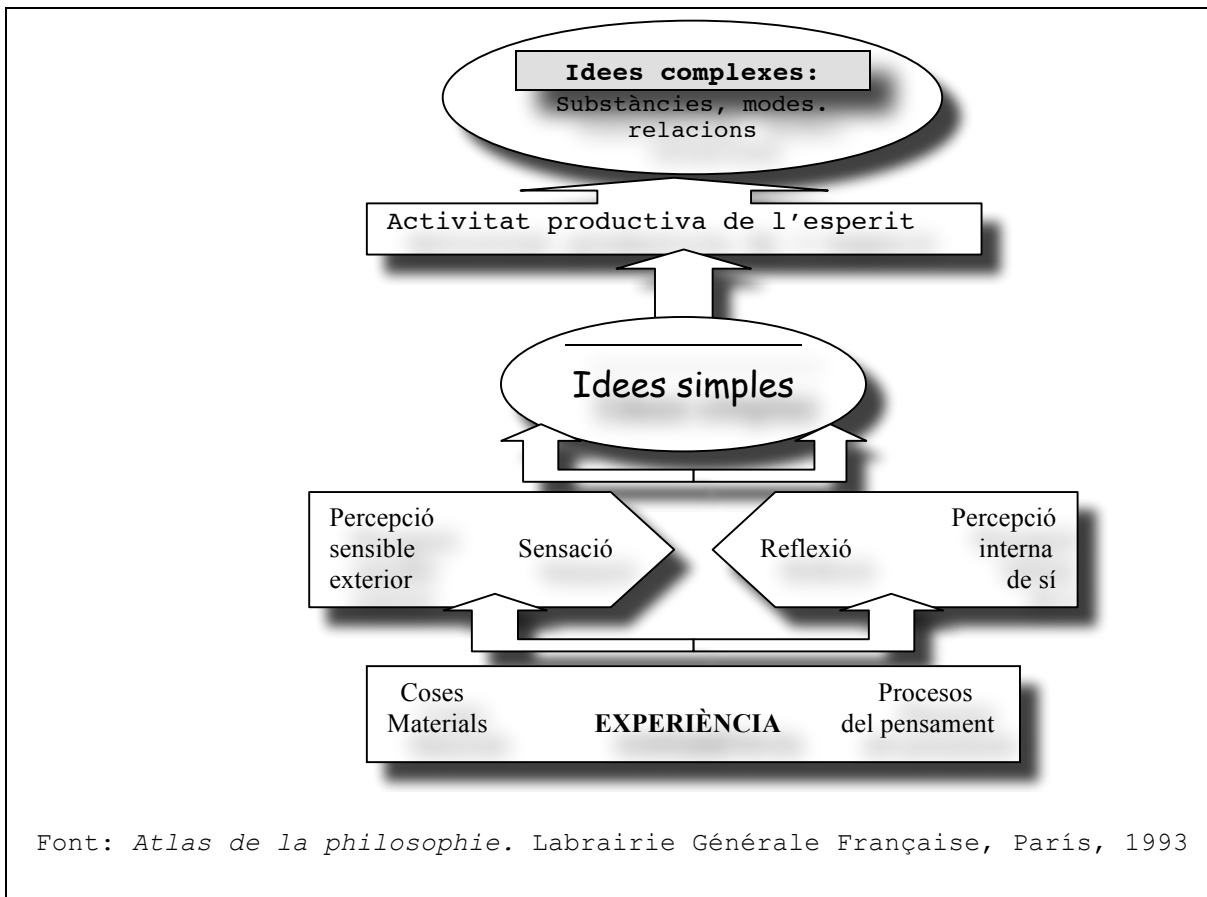 Idees complexes:
Substàncies, modes.
relacions
Activitat productiva de l'esperit
Idees simples
Percepció
sensible
exterior
Sensació
Reflexió
Percepció
interna
de sí
Coses
Materials
EXPERIÈNCIA
Procesos
del pensament
Font: Atlas de la philosophie. Labrairie Générale Française, París, 1993